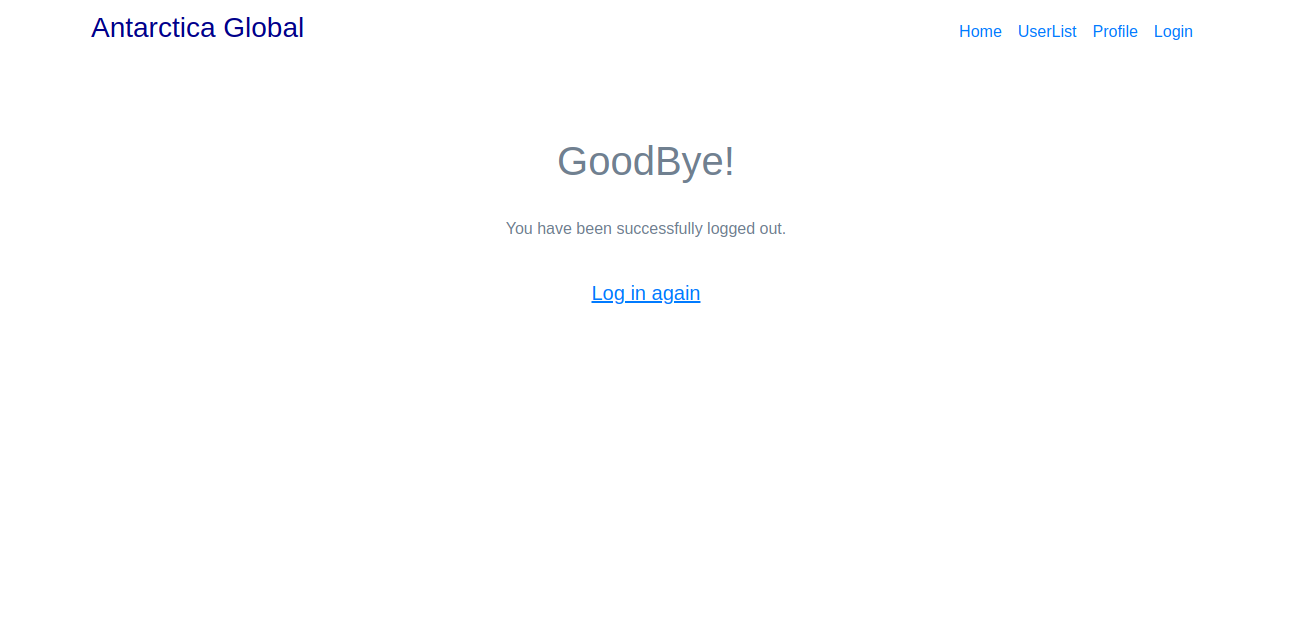 Antarctica Global
Home UserList Profile Login
GoodBye!
You have been successfully logged out.
Log in again